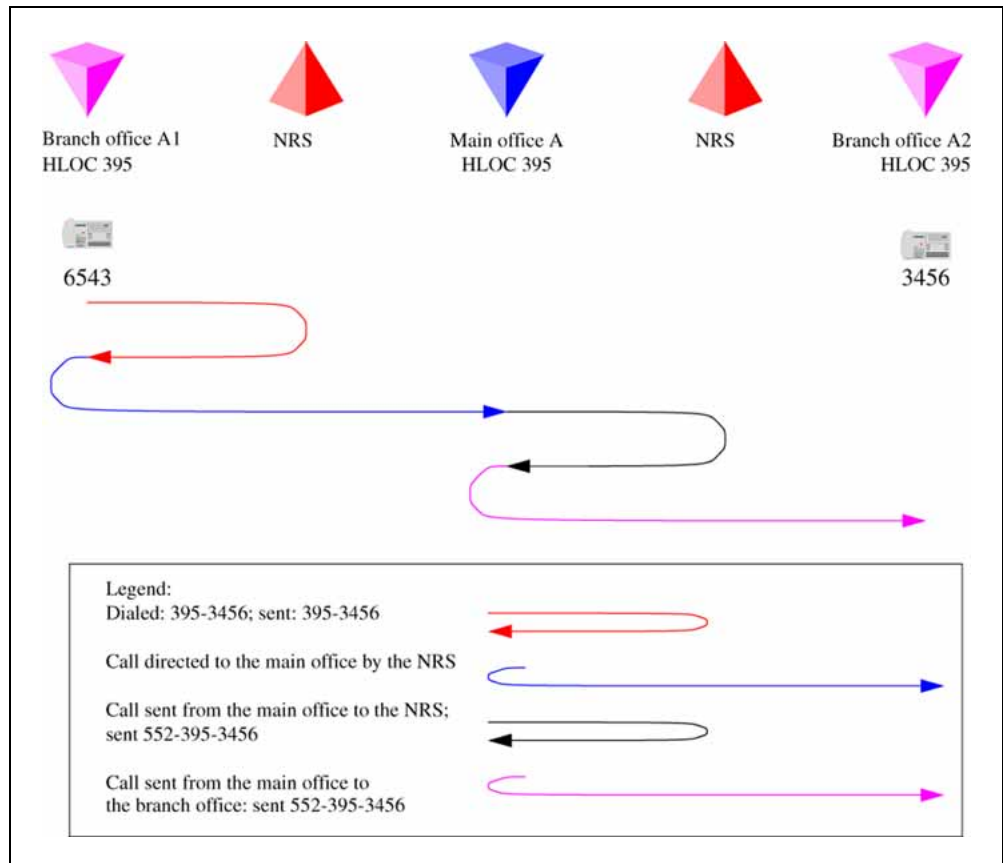 Branch office A1
HLOC 395
NRS
Main office A
HLOC 395
NRS
Branch office A2
HLOC 395
6543
3456
Legend:
Dialed: 395-3456; sent: 395-3456
Call directed to the main office by the NRS
Call sent from the main office to the NRS;
sent 552-395-3456
Call sent from the main office to
the branch office: sent 552-395-3456